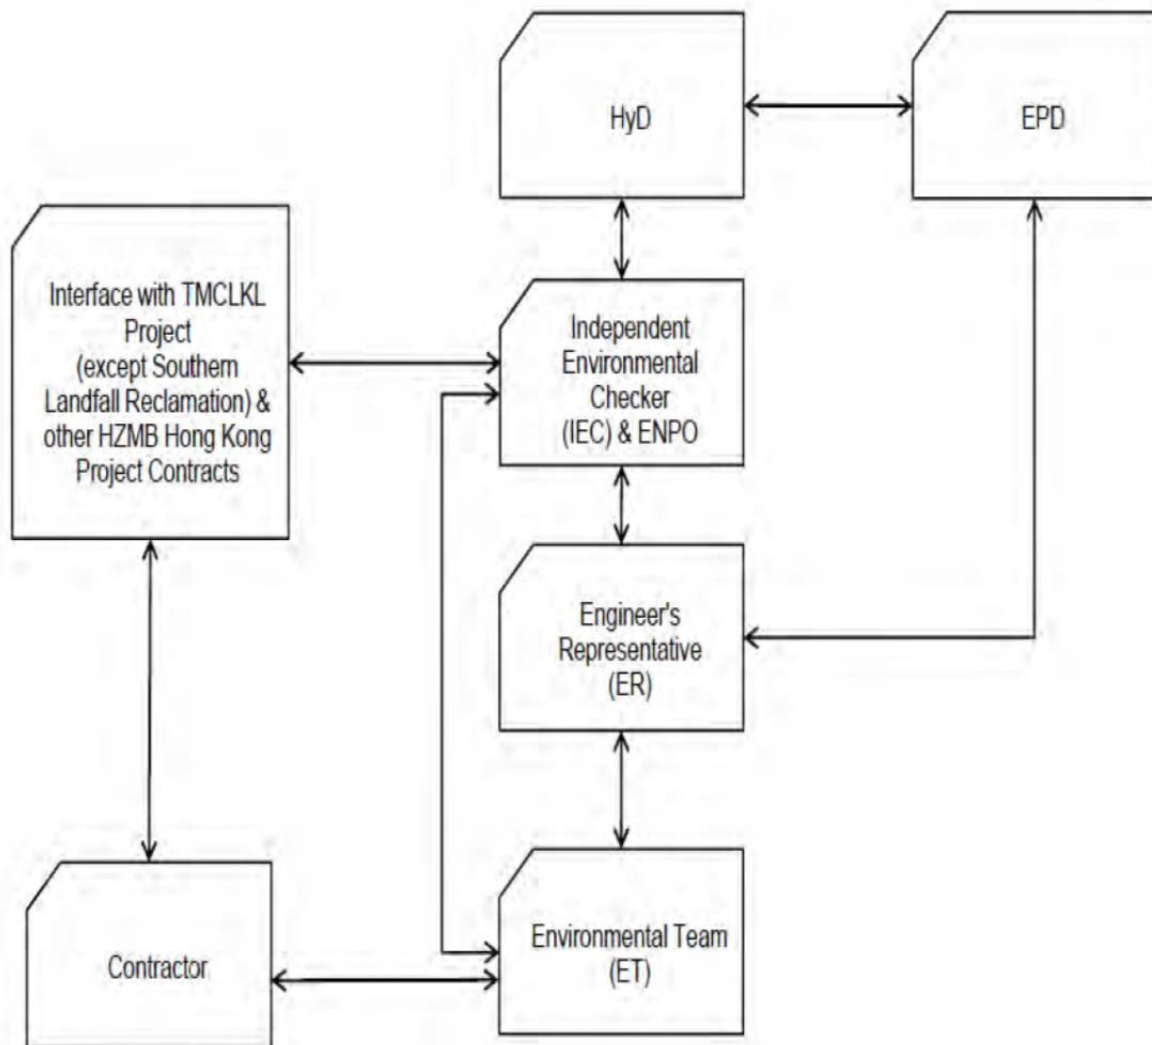 HyD
EPD
Interface with TMCLKL
Project
(except Southern
Landfall Reclamation) &
other HZMB Hong Kong
Project Contracts
Independent
Environmental
Checker
(IEC) & ENPO
Engineer's
Representative
(ER)
Contractor
Environmental Team
(ET)